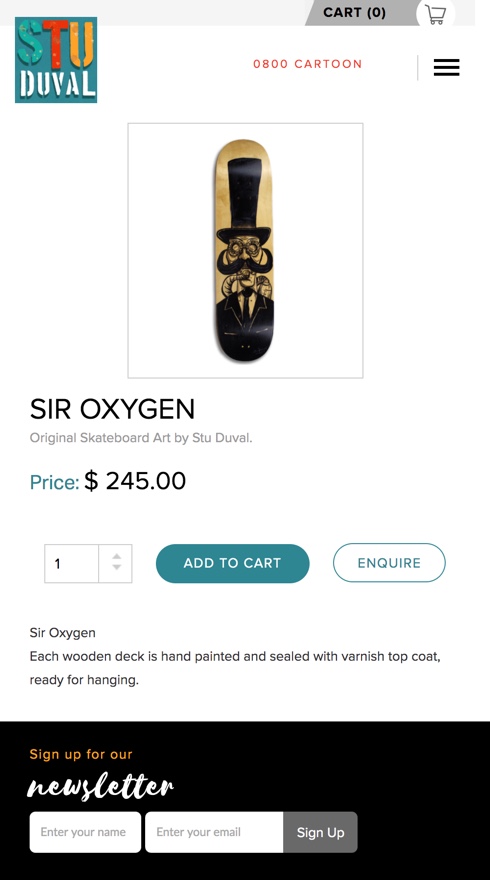 CART (0)
STU
DUVAL
0800 CARTOON
SIR OXYGEN
Original Skateboard Art by Stu Duval.
Price: $ 245.00
1
ADD TO CART
ENQUIRE
Sir Oxygen
Each wooden deck is hand painted and sealed with varnish top coat,
ready for hanging.
Sign up for our
newsletter
Enter your name
Enter your email
Sign Up